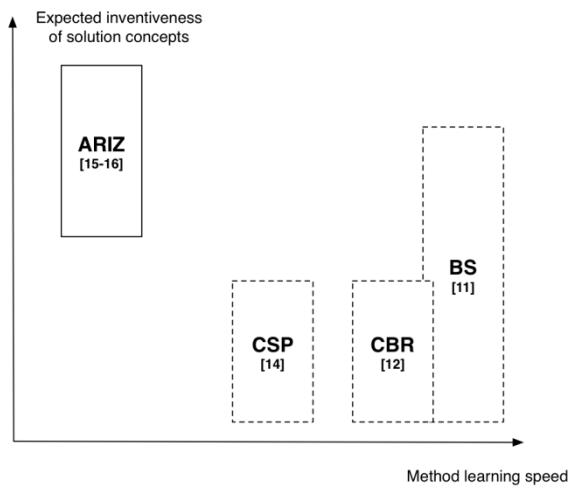 Expected inventiveness
of solution concepts
ARIZ
[15-16]
BS
[11]
CSP
[14]
CBR
[12]
Method learning speed